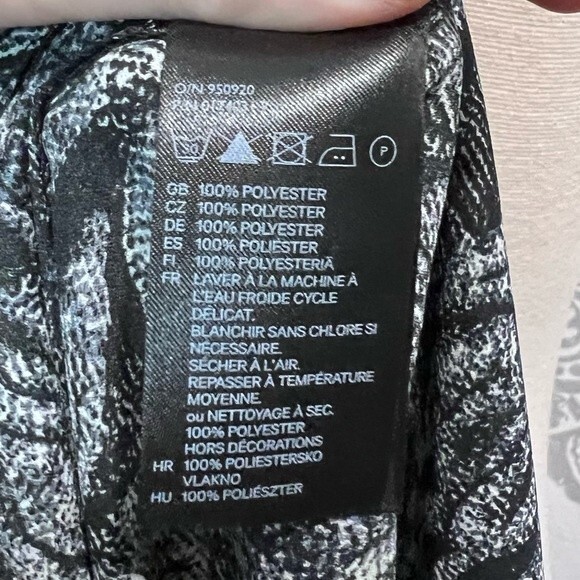 O/N 950920
P/N
30
P
GB 100% POLYESTER
CZ 100% POLYESTER
DE 100% POLYESTER
ES 100% POLIÉSTER
FI 100% POLYESTERIÄ
FR LAVER À LA MACHINE À
L'EAU FROIDE CYCLE
DÉLICAT.
BLANCHIR SANS CHLORE SI
NÉCESSAIRE.
SÉCHER À L'AIR.
REPASSER À TEMPÉRATURE
MOYENNE.
ou NETTOYAGE À SEC.
100% POLYESTER
HORS DÉCORATIONS
HR 100% POLIESTERSKO
VLAKNO
HU 100% POLIÉSZTER